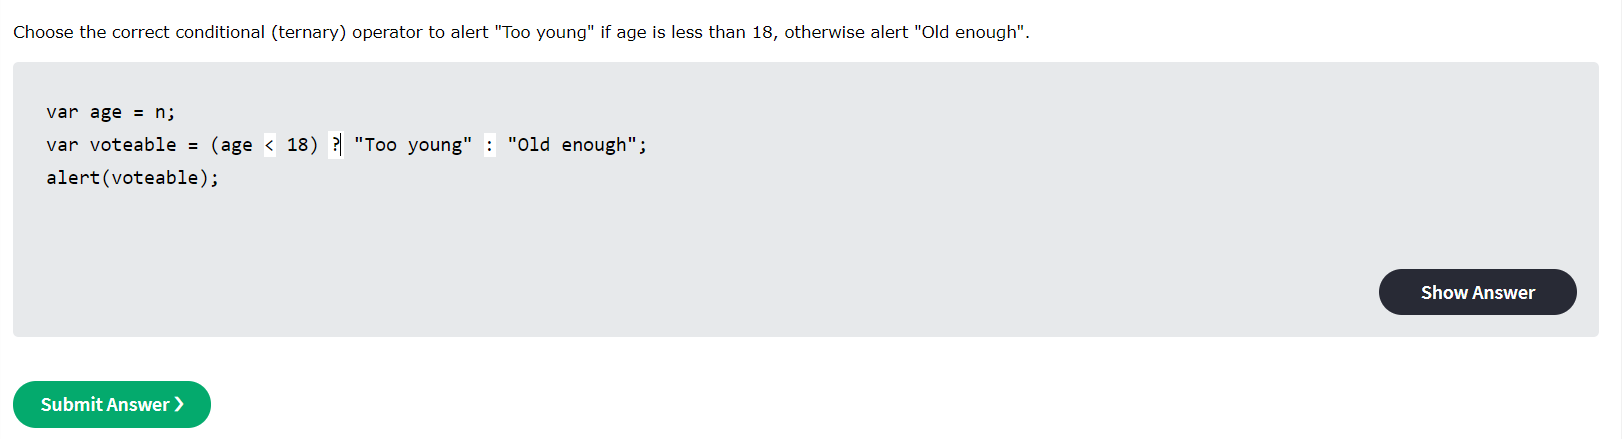 Choose the correct conditional (ternary) operator to alert "Too young" if age is less than 18, otherwise alert "Old enough".
var age = n;
var voteable = (age < 18) ? "Too young" : "Old enough";
alert(voteable);
Show Answer
Submit Answer ❯